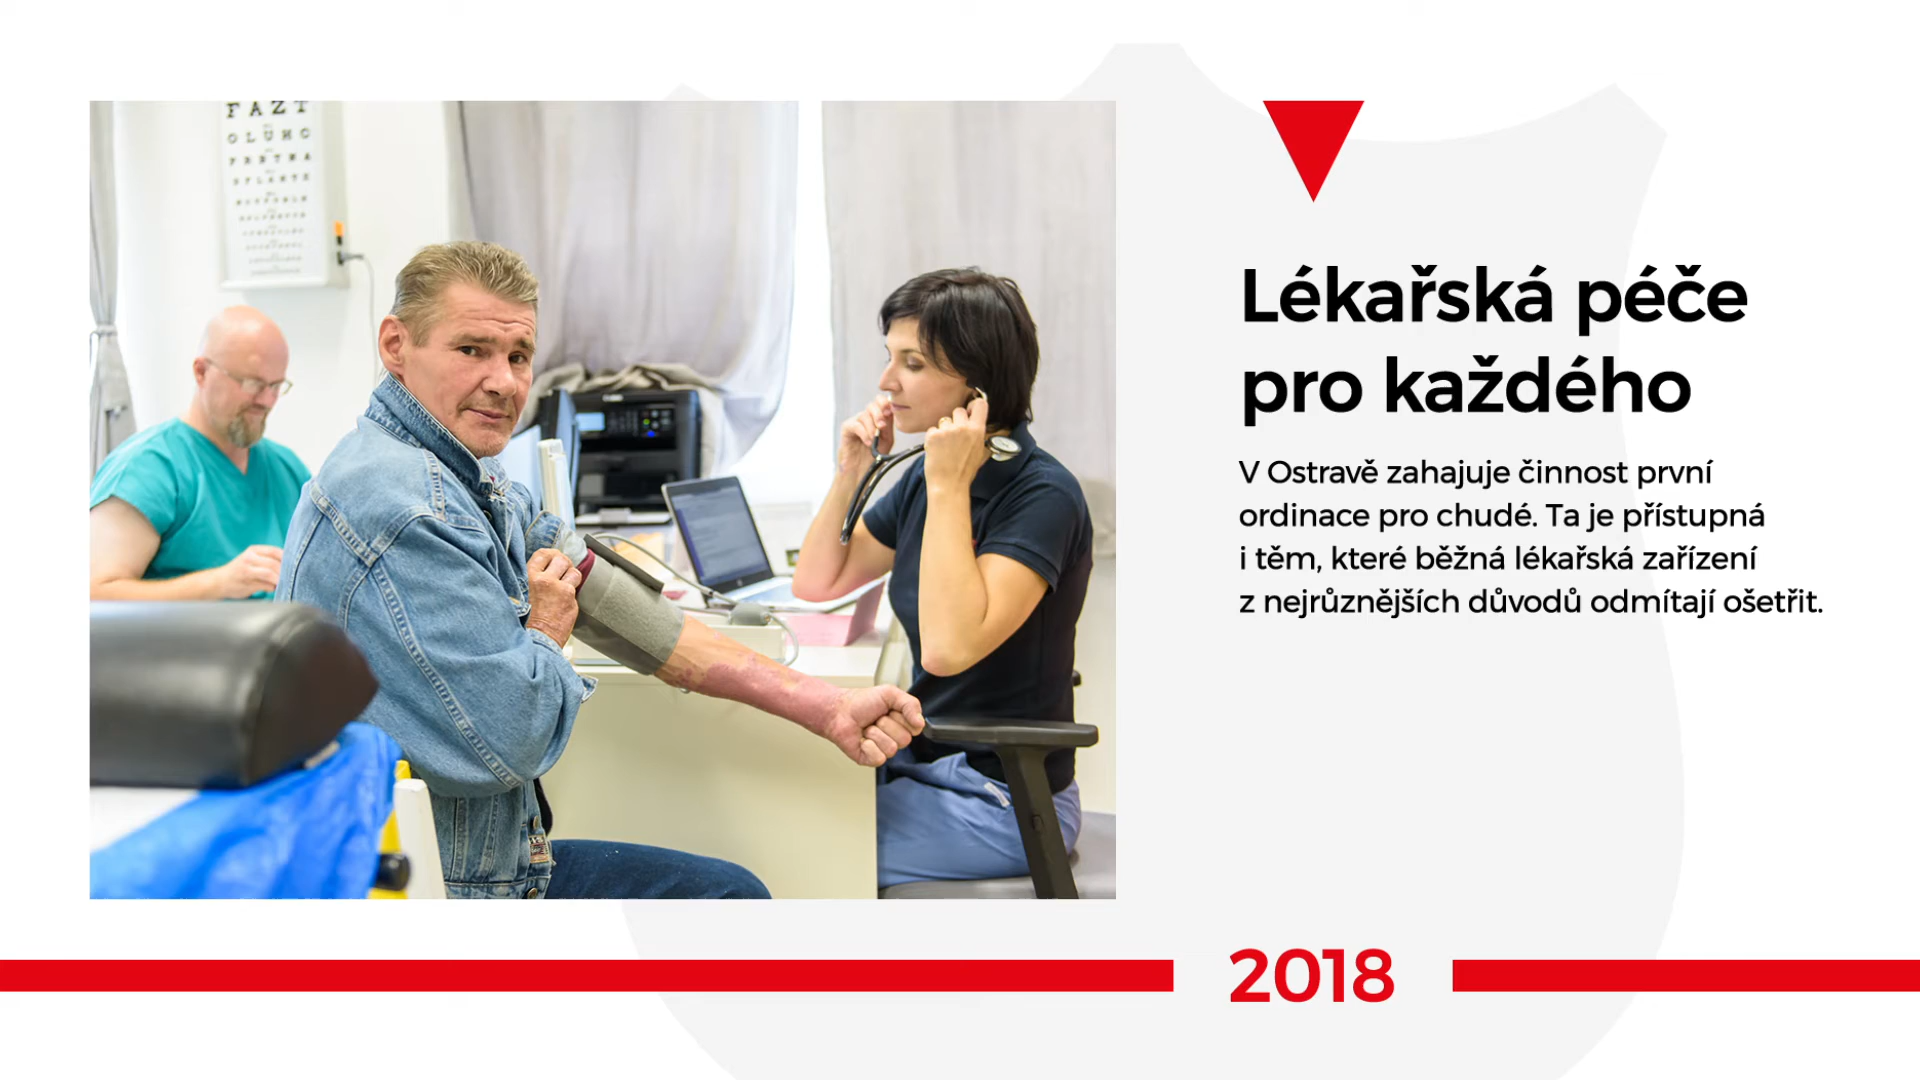 FAZT
Lékařská péče
pro každého
V Ostravě zahajuje činnost první
ordinace pro chudé. Ta je přístupná
i těm, které běžná lékařská zařízení
z nejrůznějších důvodů odmítají ošetřit.
2018